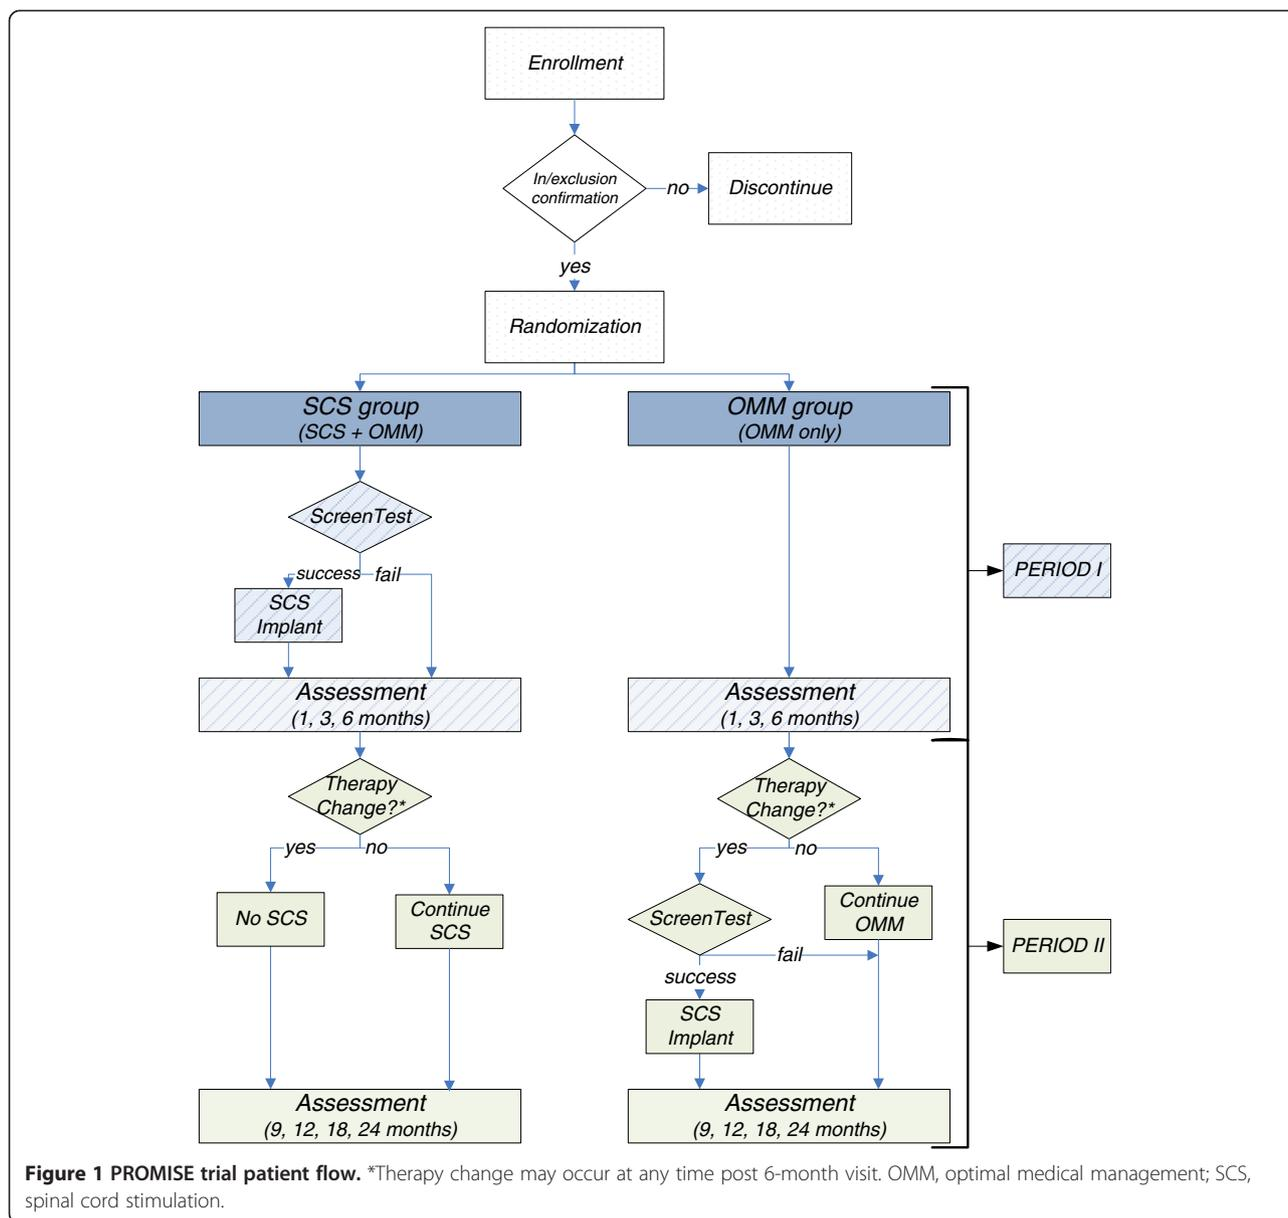 Enrollment
In/exclusion
confirmation
no
Discontinue
yes
Randomization
SCS group
(SCS + OMM)
OMM group
(OMM only)
ScreenTest
success
fail
SCS
Implant
PERIOD I
Assessment
(1, 3, 6 months)
Assessment
(1, 3, 6 months)
Therapy
Change?*
Therapy
Change?*
yes
no
yes
no
No SCS
Continue
SCS
ScreenTest
Continue
OMM
fail
success
SCS
Implant
PERIOD II
Assessment
(9, 12, 18, 24 months)
Assessment
(9, 12, 18, 24 months)
Figure 1 PROMISE trial patient flow. *Therapy change may occur at any time post 6-month visit. OMM, optimal medical management; SCS,
spinal cord stimulation.